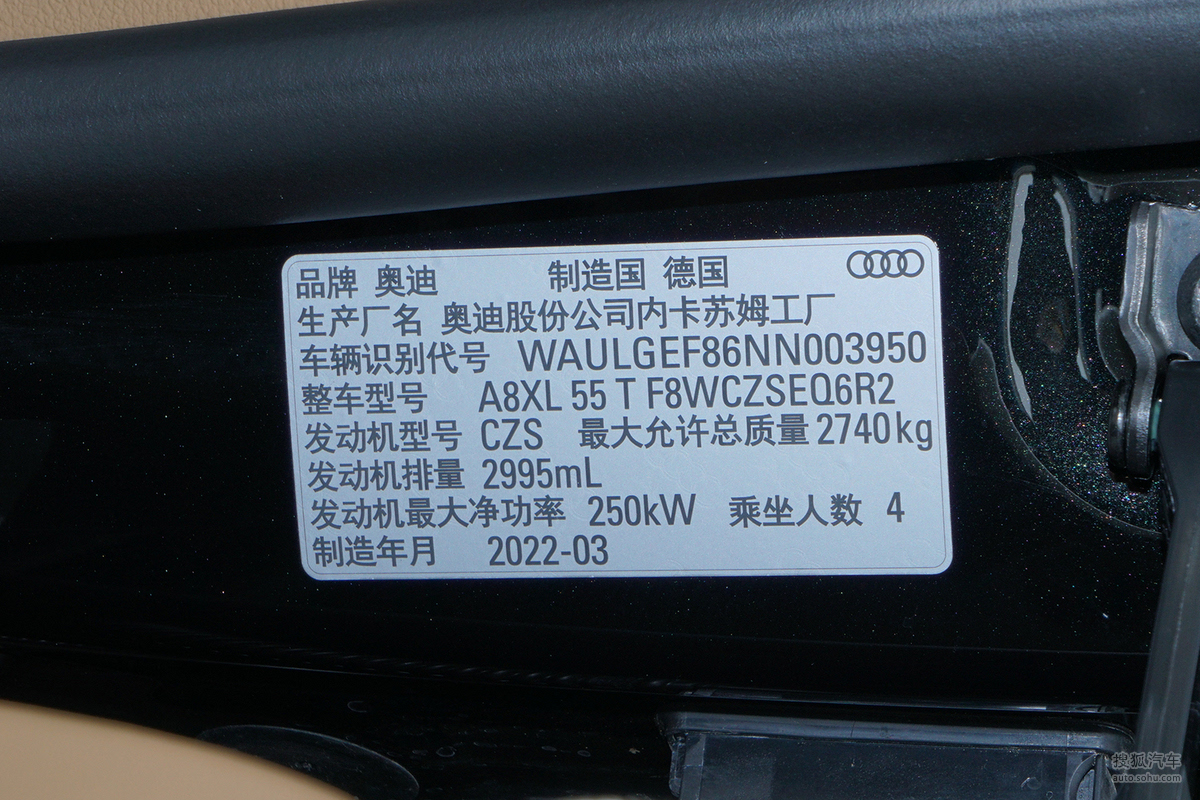 品牌 奥迪 制造国 德国
生产厂名 奥迪股份公司内卡苏姆工厂
车辆识别代号 WAULGEF86NN003950
整车型号 A8XL 55 T F8WCZSEQ6R2
发动机型号 CZS 最大允许总质量 2740kg
发动机排量 2995mL
发动机最大净功率 250kW 乘坐人数 4
制造年月 2022-03
搜狐汽车
auto.sohu.com